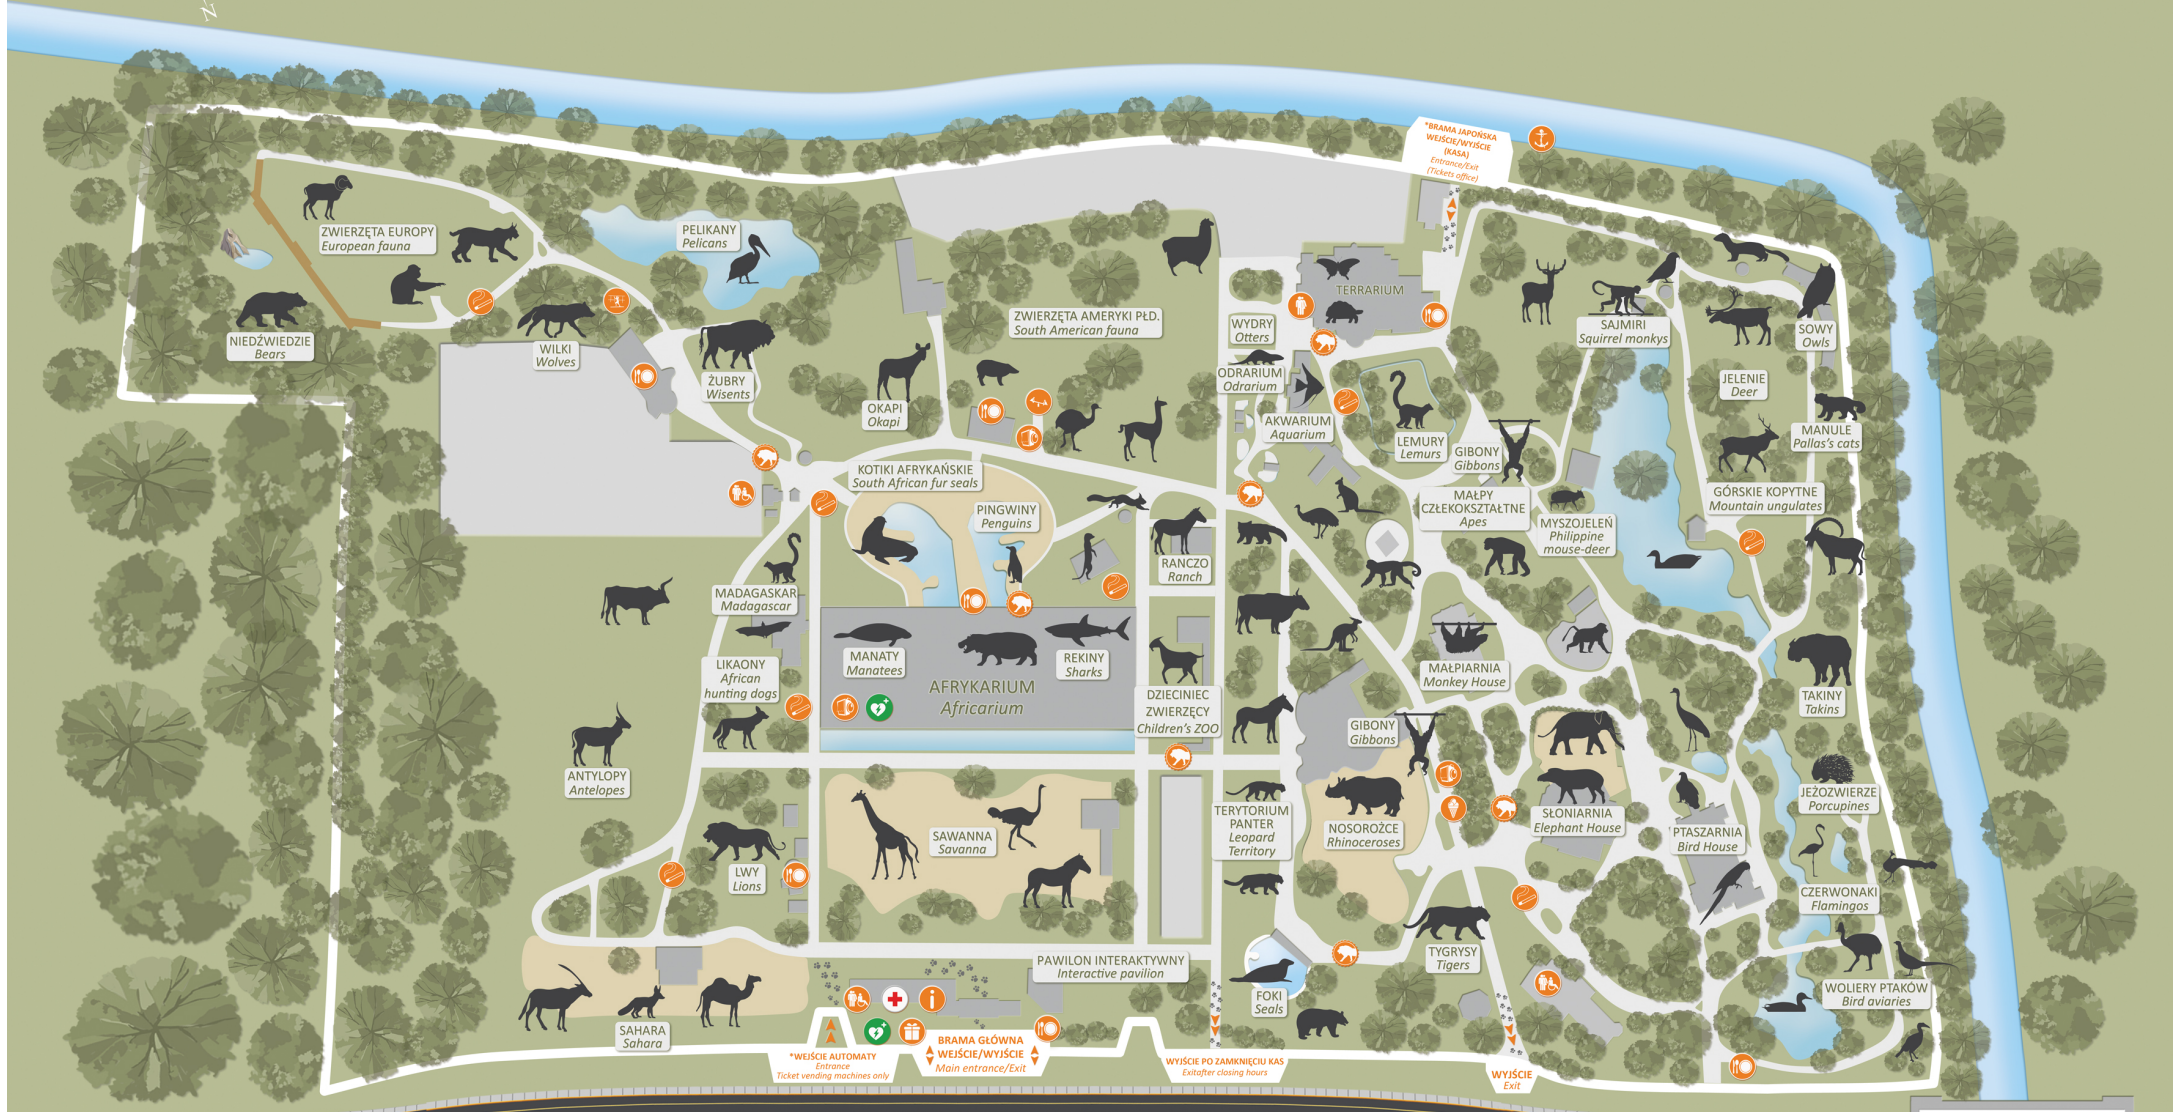 N
*BRAMA JAPOŃSKA
WEJŚCIE/WYJŚCIE
(KASA)
Entrance/Exit
(Tickets office)
ZWIERZĘTA EUROPY
European fauna
PELIKANY
Pelicans
NIEDŹWIEDZIE
Bears
WILKI
Wolves
ŻUBRY
Wisents
OKAPI
Okapi
ZWIERZĘTA AMERYKI PŁD.
South American fauna
TERRARIUM
WYDRY
Otters
ODRARIUM
Odrarium
AKWARIUM
Aquarium
LEMURY
Lemurs
GIBONY
Gibbons
SAJMIRI
Squirrel monkys
SOWY
Owls
JELENIE
Deer
MANULE
Pallas's cats
GÓRSKIE KOPYTNE
Mountain ungulates
MAŁPY
CZŁEKOKSZTAŁTNE
Apes
MYSZOJELEŃ
Philippine
mouse-deer
KOTIKI AFRYKAŃSKIE
South African fur seals
PINGWINY
Penguins
RANCZO
Ranch
MADAGASKAR
Madagascar
LIKAONY
African
hunting dogs
MANATY
Manatees
REKINY
Sharks
AFRYKARIUM
Africarium
DZIECINIEC
ZWIERZĘCY
Children's ZOO
MAŁPIARNIA
Monkey House
TAKINY
Takins
GIBONY
Gibbons
ANTYLOPY
Antelopes
LWY
Lions
SAWANNA
Savanna
TERYTORIUM
PANTER
Leopard
Territory
NOSOROŻCE
Rhinoceroses
SŁONIARNIA
Elephant House
PTASZARNIA
Bird House
JEŻOZWIERZE
Porcupines
CZERWONAKI
Flamingos
TYGRYSY
Tigers
WOLIERY PTAKÓW
Bird aviaries
FOKI
Seals
PAWILON INTERAKTYWNY
Interactive pavilion
SAHARA
Sahara
i
*WEJŚCIE AUTOMATY
Entrance
Ticket vending machines only
BRAMA GŁÓWNA
WEJŚCIE/WYJŚCIE
Main entrance/Exit
WYJŚCIE PO ZAMKNIĘCIU KAS
Exitafter closing hours
WYJŚCIE
Exit